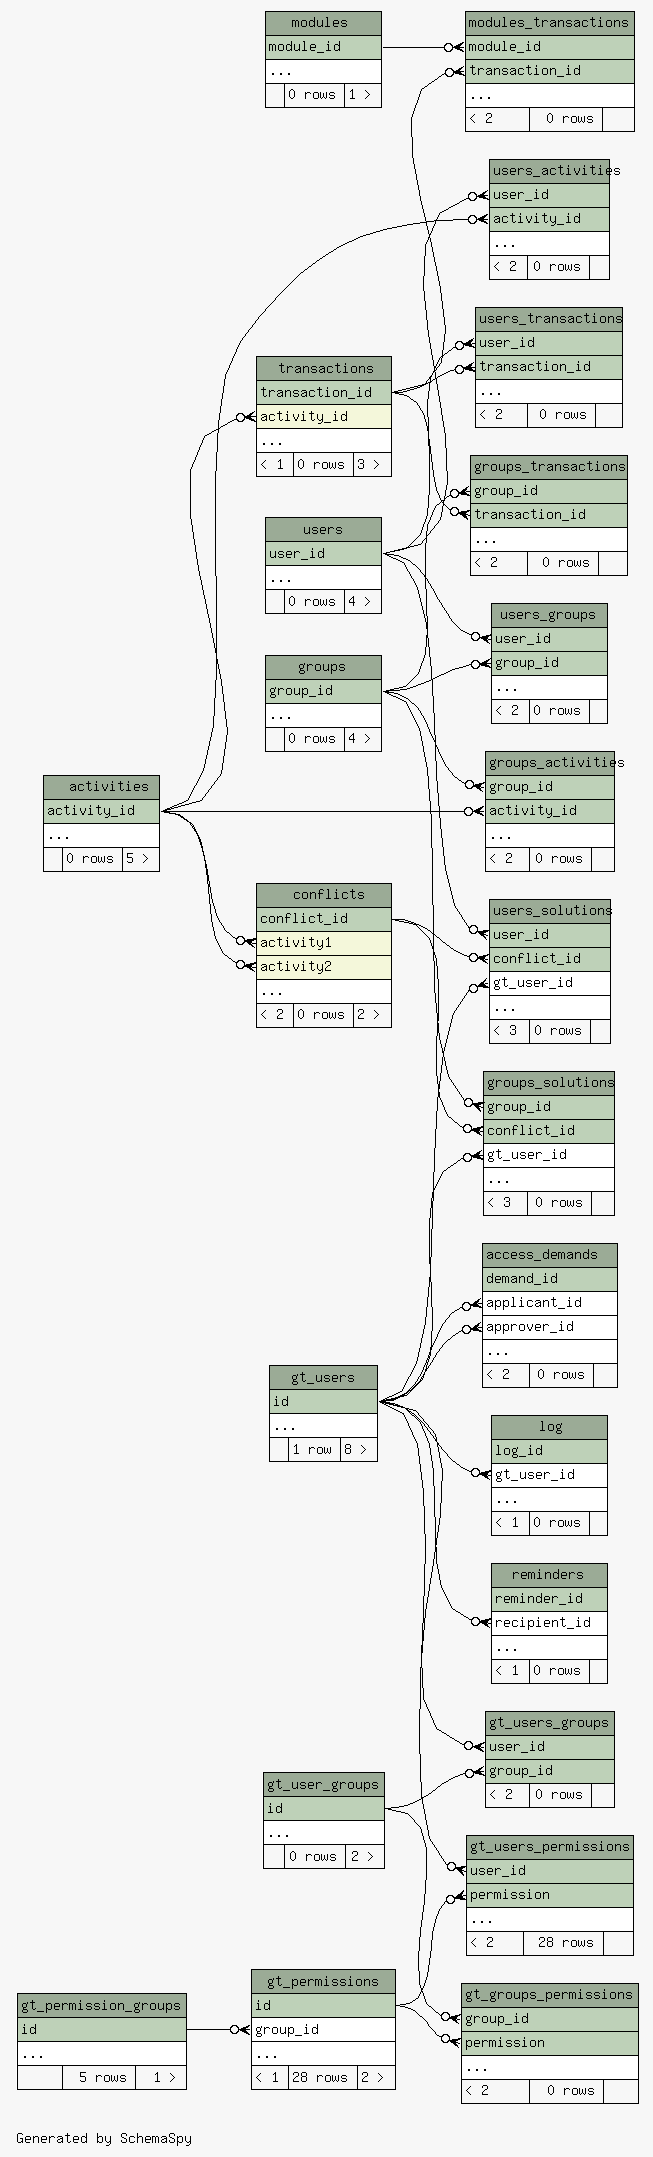 modules
module_id
...
0 rows 1 >
modules_transactions
module_id
transaction_id
...
< 2 0 rows
users_activities
user_id
activity_id
...
< 2 0 rows
users_transactions
user_id
transaction_id
...
< 2 0 rows
transactions
transaction_id
activity_id
...
< 1 0 rows 3 >
groups_transactions
group_id
transaction_id
...
< 2 0 rows
users
user_id
...
0 rows 4 >
users_groups
user_id
group_id
...
< 2 0 rows
groups
group_id
...
0 rows 4 >
groups_activities
group_id
activity_id
...
< 2 0 rows
activities
activity_id
...
0 rows 5 >
conflicts
conflict_id
activity1
activity2
...
< 2 0 rows 2 >
users_solutions
user_id
conflict_id
gt_user_id
...
< 3 0 rows
groups_solutions
group_id
conflict_id
gt_user_id
...
< 3 0 rows
access_demands
demand_id
applicant_id
approver_id
...
< 2 0 rows
gt_users
id
...
1 row 8 >
log
log_id
gt_user_id
...
< 1 0 rows
reminders
reminder_id
recipient_id
...
< 1 0 rows
gt_users_groups
user_id
group_id
< 2 0 rows
gt_user_groups
id
...
0 rows 2 >
gt_users_permissions
user_id
permission
...
< 2 28 rows
gt_permission_groups
id
...
5 rows 1 >
gt_permissions
id
group_id
...
< 1 28 rows 2 >
gt_groups_permissions
group_id
permission
...
< 2 0 rows
Generated by SchemaSpy